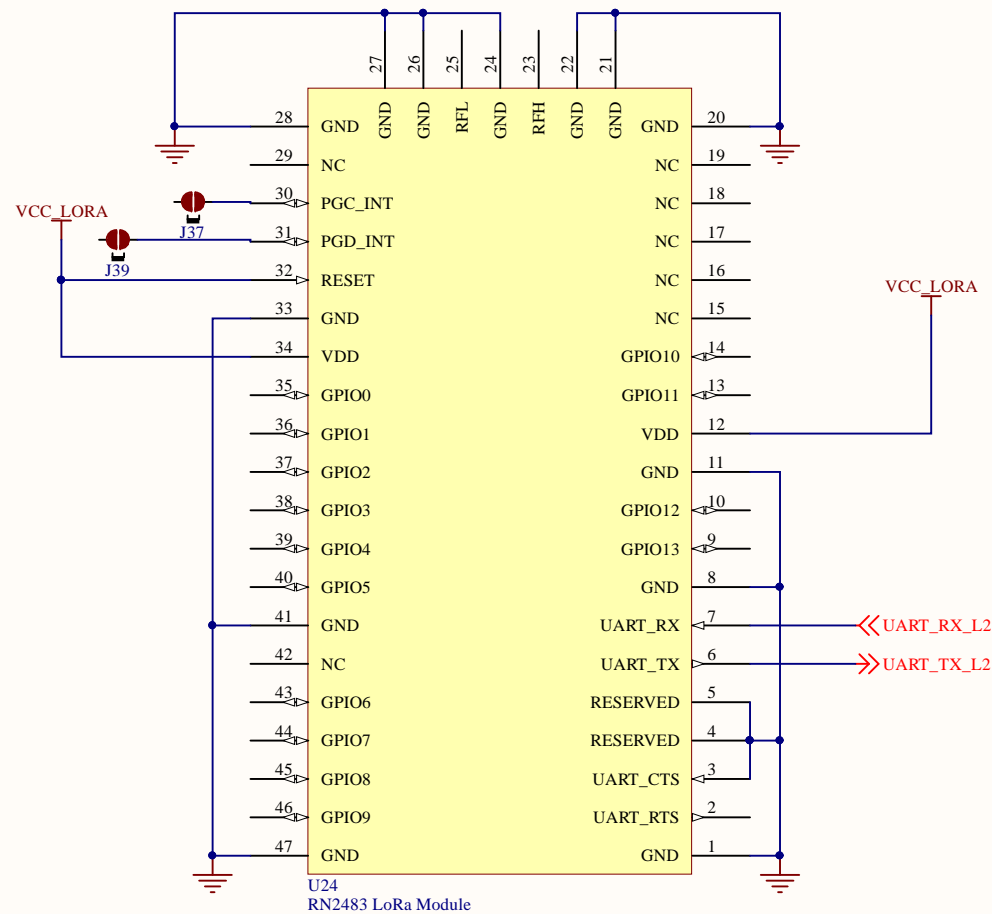 27
26
25
24
23
22
21
GND
GND
RFL
GND
RFH
GND
GND
28 GND GND 20
29 NC NC 19
30 PGC_INT NC 18
J37
VCC_LORA
31 PGD_INT NC 17
J39
32 RESET NC 16
VCC_LORA
33 GND NC 15
34 VDD GPIO10 14
35 GPIO0 GPIO11 13
36 GPIO1 VDD 12
37 GPIO2 GND 11
38 GPIO3 GPIO12 10
39 GPIO4 GPIO13 9
40 GPIO5 GND 8
41 GND UART_RX 7 UART_RX_L2
42 NC UART_TX 6 UART_TX_L2
43 GPIO6 RESERVED 5
44 GPIO7 RESERVED 4
45 GPIO8 UART_CTS 3
46 GPIO9 UART_RTS 2
47 GND GND 1
U24
RN2483 LoRa Module